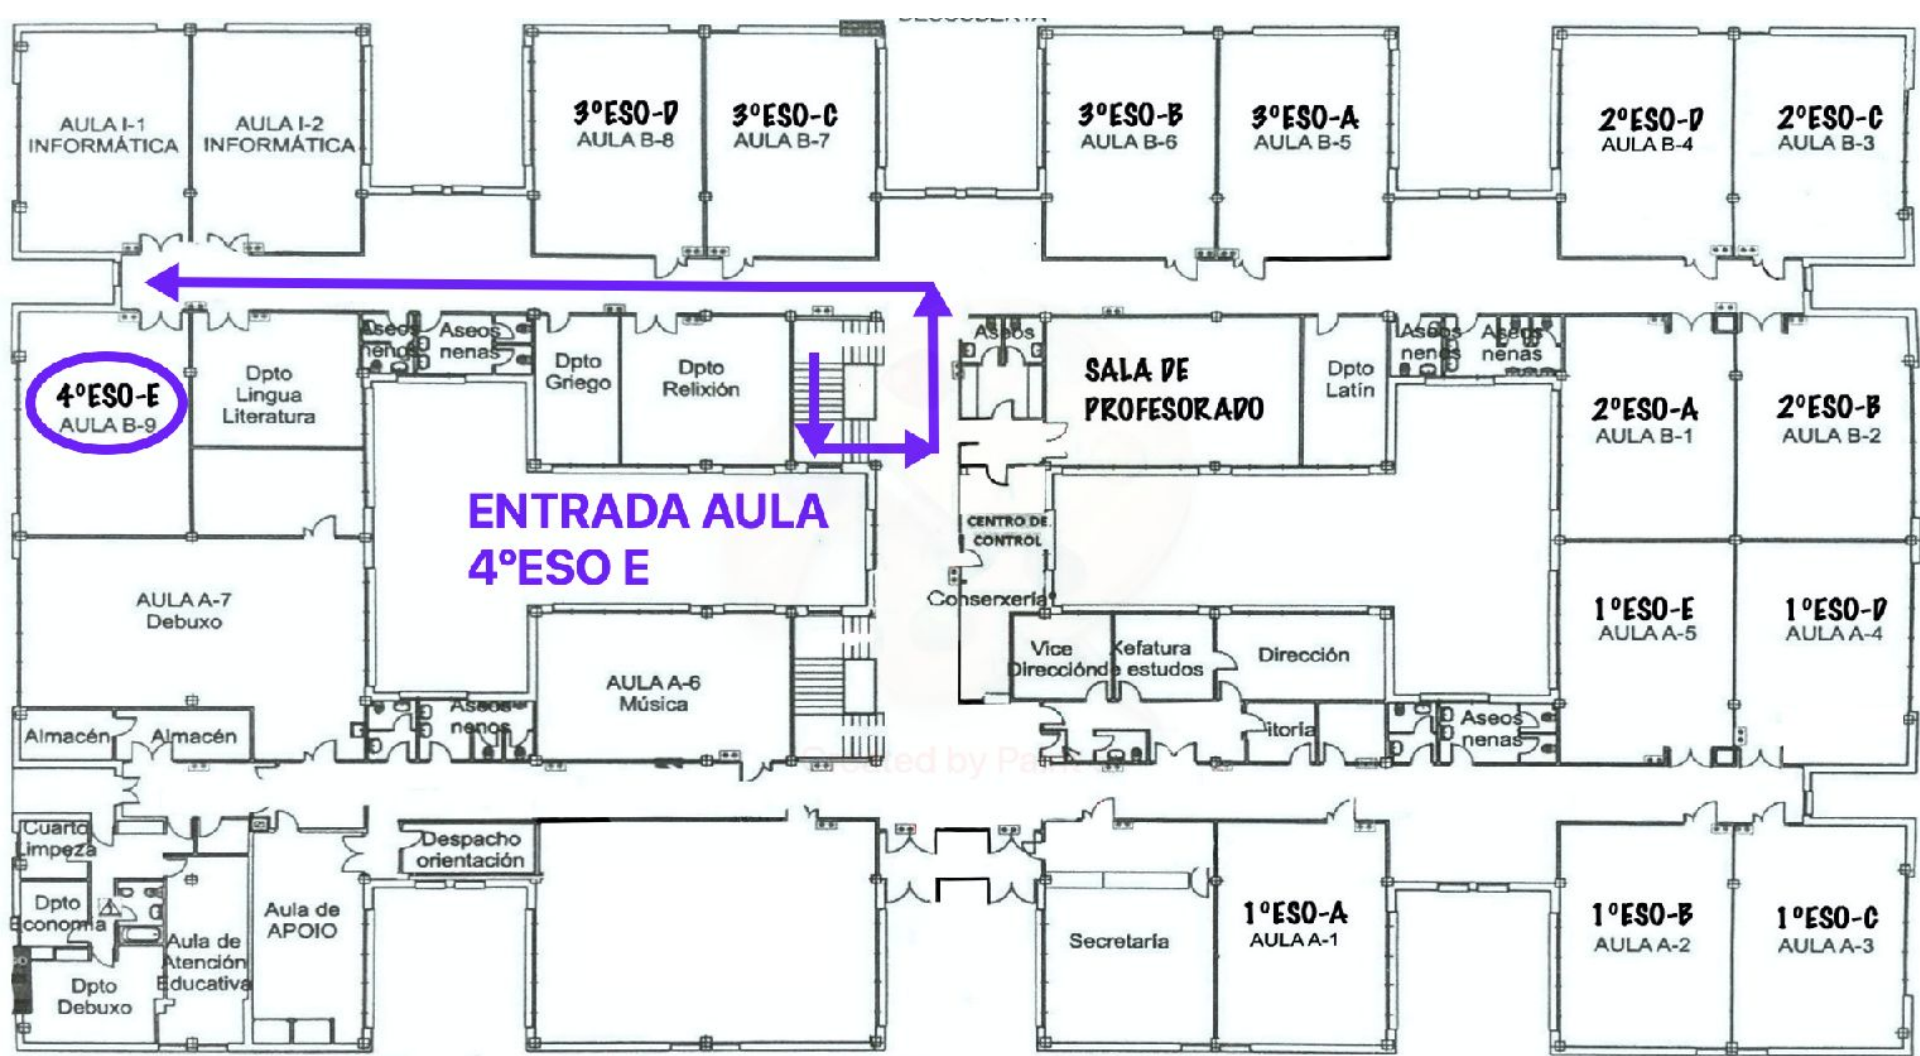 AULA I-1
INFORMÁTICA
AULA I-2
INFORMÁTICA
3ºESO-D
AULA B-8
3ºESO-C
AULA B-7
3ºESO-B
AULA B-6
3ºESO-A
AULA B-5
2ºESO-D
AULA B-4
2ºESO-C
AULA B-3
4ºESO-E
AULA B-9
Dpto
Lingua
Literatura
Aseos
nenos
Aseos
nenas
Dpto
Griego
Dpto
Relixión
Aseos
SALA DE
PROFESORADO
Dpto
Latín
Aseos
nenos
Aseos
nenas
2ºESO-A
AULA B-1
2ºESO-B
AULA B-2
ENTRADA AULA
4ºESO E
CENTRO DE
CONTROL
Conserxería
AULA A-7
Debuxo
1ºESO-E
AULA A-5
1ºESO-D
AULA A-4
Vice
Dirección
Xefatura
de estudos
Dirección
AULA A-6
Música
Almacén
Almacén
Aseos
nenos
itoría
Aseos
nenas
Created by
Cuarto
Limpeza
Despacho
orientación
Dpto
Economía
Aula de
APOIO
Aula de
Atención
Educativa
Dpto
Debuxo
Secretaría
1ºESO-A
AULA A-1
1ºESO-B
AULA A-2
1ºESO-C
AULA A-3